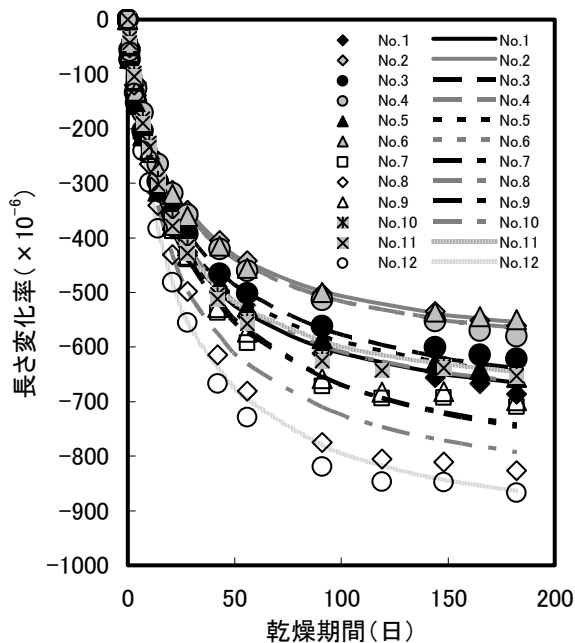 0
-100
-200
-300
-400
-500
-600
-700
-800
-900
-1000
長さ変化率(×10⁻⁶)
No.1 No.1
No.2 No.2
No.3 No.3
No.4 No.4
No.5 No.5
No.6 No.6
No.7 No.7
No.8 No.8
No.9 No.9
No.10 No.10
No.11 No.11
No.12 No.12
0 50 100 150 200
乾燥期間(日)